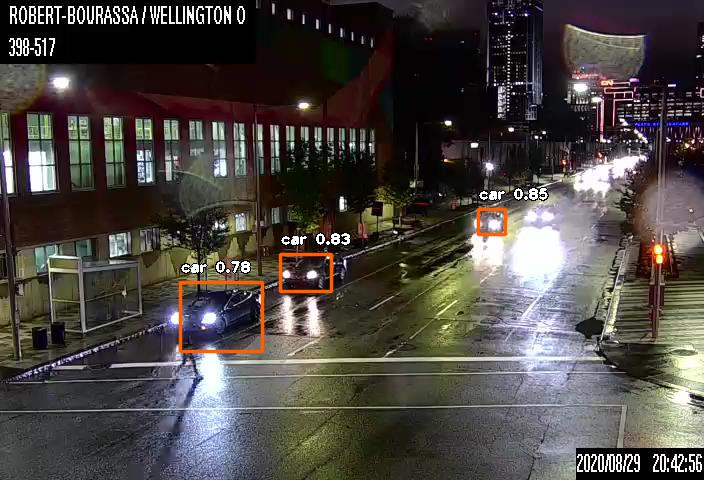 ROBERT-BOURASSA / WELLINGTON O
398-517
car 0.85
car 0.83
car 0.78
2020/08/29 20:42:56